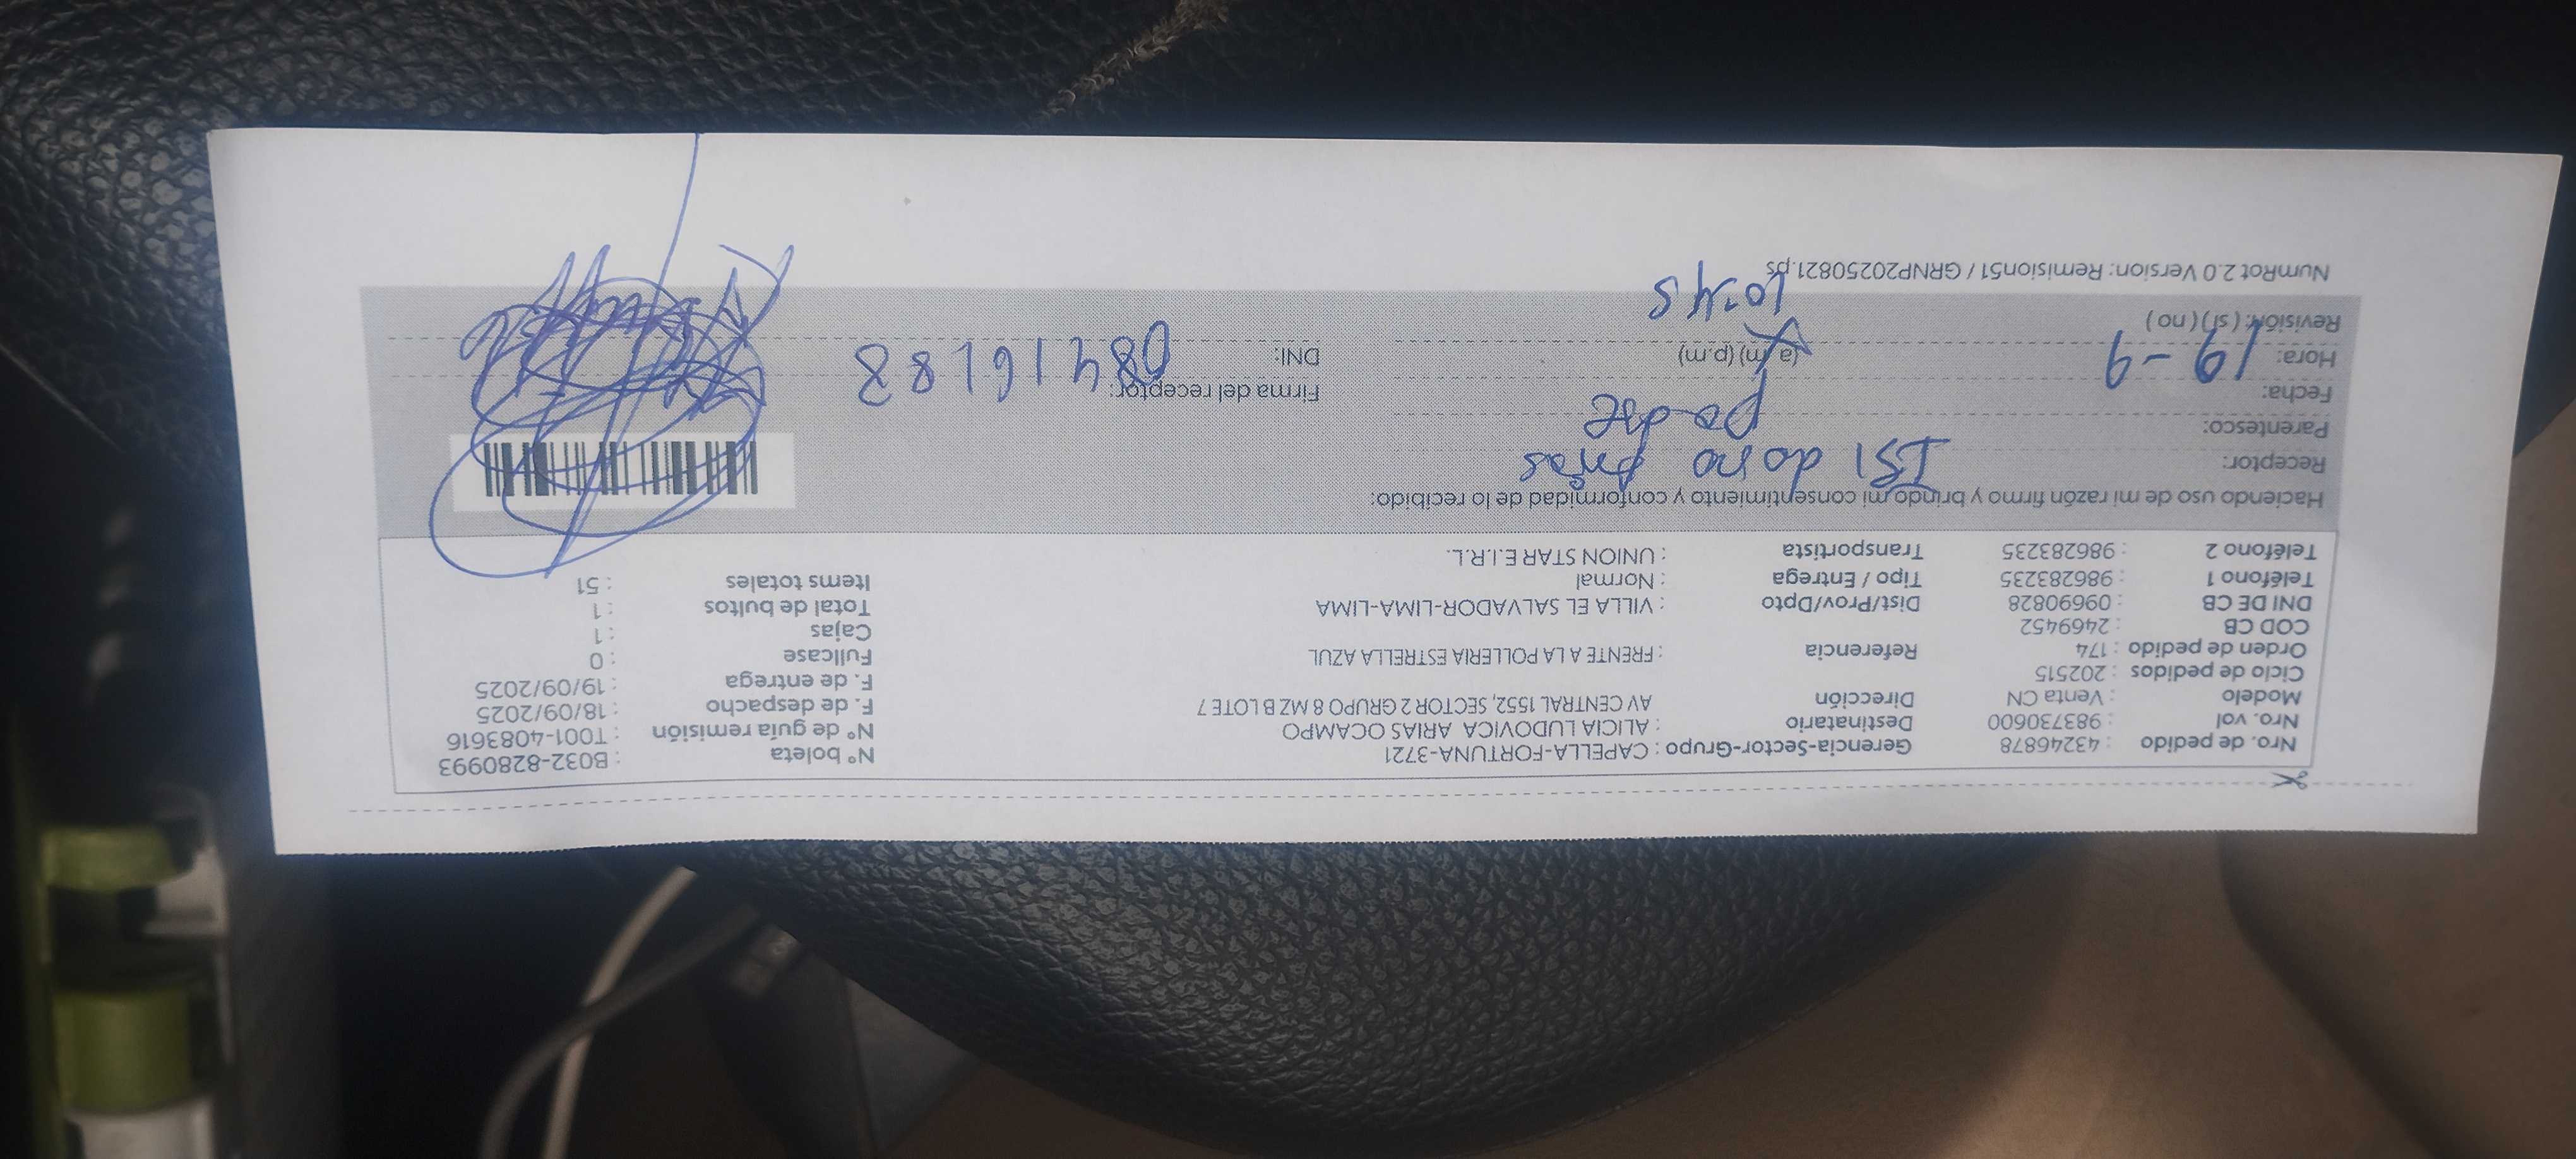 Nro. de pedido : 43246878 Gerencia-Sector-Grupo : CAPELLA-FORTUNA-3721 N° boleta : B032-8280993
Nro. vol : 983730600 Destinatario : ALICIA LUDOVICA ARIAS OCAMPO N° de guía remisión : T001-4083616
Modelo : Venta CN Dirección AV CENTRAL 1552, SECTOR 2 GRUPO 8 MZ B LOTE 7 F. de despacho : 18/09/2025
Ciclo de pedidos : 202515 F. de entrega : 19/09/2025
Orden de pedido : 174 Referencia : FRENTE A LA POLLERIA ESTRELLA AZUL Fullcase : 0
COD CB : 2469452 Cajas : 1
DNI DE CB : 09690828 Dist/Prov/Dpto : VILLA EL SALVADOR-LIMA-LIMA Total de bultos : 1
Teléfono 1 : 986283235 Tipo / Entrega : Normal Items totales : 51
Teléfono 2 : 986283235 Transportista : UNION STAR E.I.R.L.
Haciendo uso de mi razón firmo y brindo mi consentimiento y conformidad de lo recibido:
Receptor: ISI doro
Parentesco: padre
Fecha: 19-9 Firma del receptor:
Hora: (a.m) (p.m) DNI: 08416188
Revisión: (si) (no) 10:45
NumRot 2.0 Version: Remision51 / GRNP20250821.ps